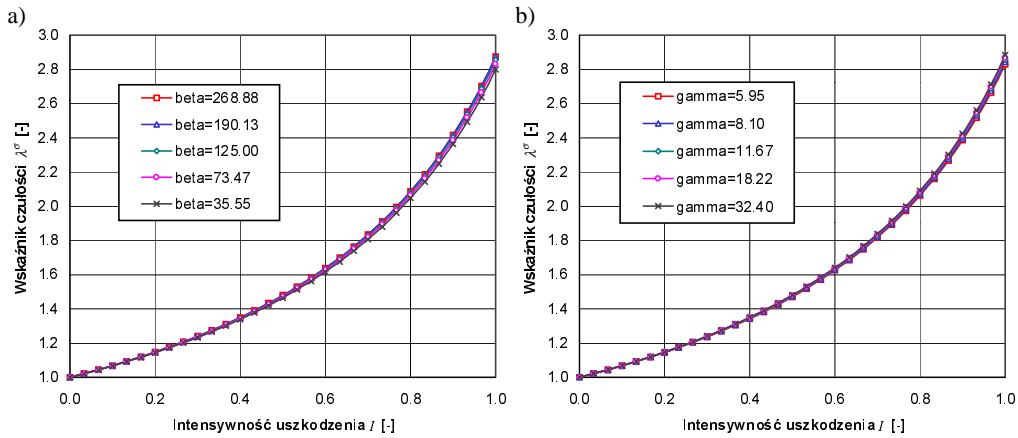 a)
3.0
2.8
2.6
2.4
2.2
2.0
1.8
1.6
1.4
1.2
1.0
Wskaźnik czułości λ^σ [-]
beta=268.88
beta=190.13
beta=125.00
beta=73.47
beta=35.55
0.0 0.2 0.4 0.6 0.8 1.0
Intensywność uszkodzenia I [-]
b)
3.0
2.8
2.6
2.4
2.2
2.0
1.8
1.6
1.4
1.2
1.0
Wskaźnik czułości λ^σ [-]
gamma=5.95
gamma=8.10
gamma=11.67
gamma=18.22
gamma=32.40
0.0 0.2 0.4 0.6 0.8 1.0
Intensywność uszkodzenia I [-]